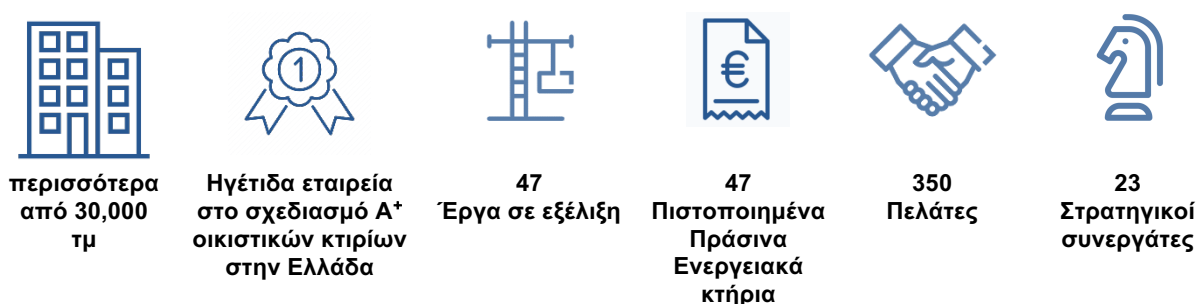 1
€
περισσότερα
από 30,000
τμ
Ηγέτιδα εταιρεία
στο σχεδιασμό Α+
οικιστικών κτιρίων
στην Ελλάδα
47
Έργα σε εξέλιξη
47
Πιστοποιημένα
Πράσινα
Ενεργειακά
κτήρια
350
Πελάτες
23
Στρατηγικοί
συνεργάτες